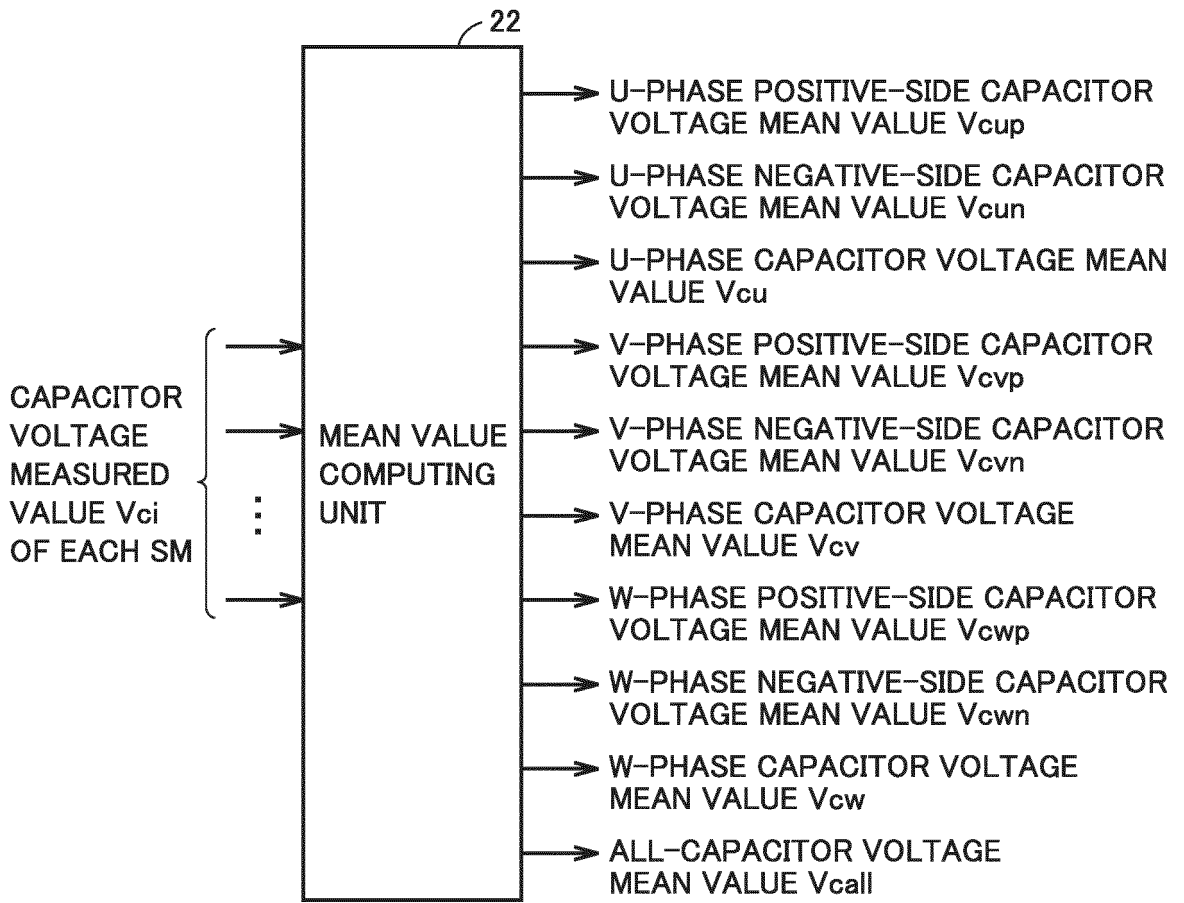 22
CAPACITOR
VOLTAGE
MEASURED
VALUE Vci
OF EACH SM
MEAN VALUE
COMPUTING
UNIT
U-PHASE POSITIVE-SIDE CAPACITOR
VOLTAGE MEAN VALUE Vcup
U-PHASE NEGATIVE-SIDE CAPACITOR
VOLTAGE MEAN VALUE Vcun
U-PHASE CAPACITOR VOLTAGE MEAN
VALUE Vcu
V-PHASE POSITIVE-SIDE CAPACITOR
VOLTAGE MEAN VALUE Vcvp
V-PHASE NEGATIVE-SIDE CAPACITOR
VOLTAGE MEAN VALUE Vcvn
V-PHASE CAPACITOR VOLTAGE
MEAN VALUE Vcv
W-PHASE POSITIVE-SIDE CAPACITOR
VOLTAGE MEAN VALUE Vcwp
W-PHASE NEGATIVE-SIDE CAPACITOR
VOLTAGE MEAN VALUE Vcwn
W-PHASE CAPACITOR VOLTAGE
MEAN VALUE Vcw
ALL-CAPACITOR VOLTAGE
MEAN VALUE Vcall